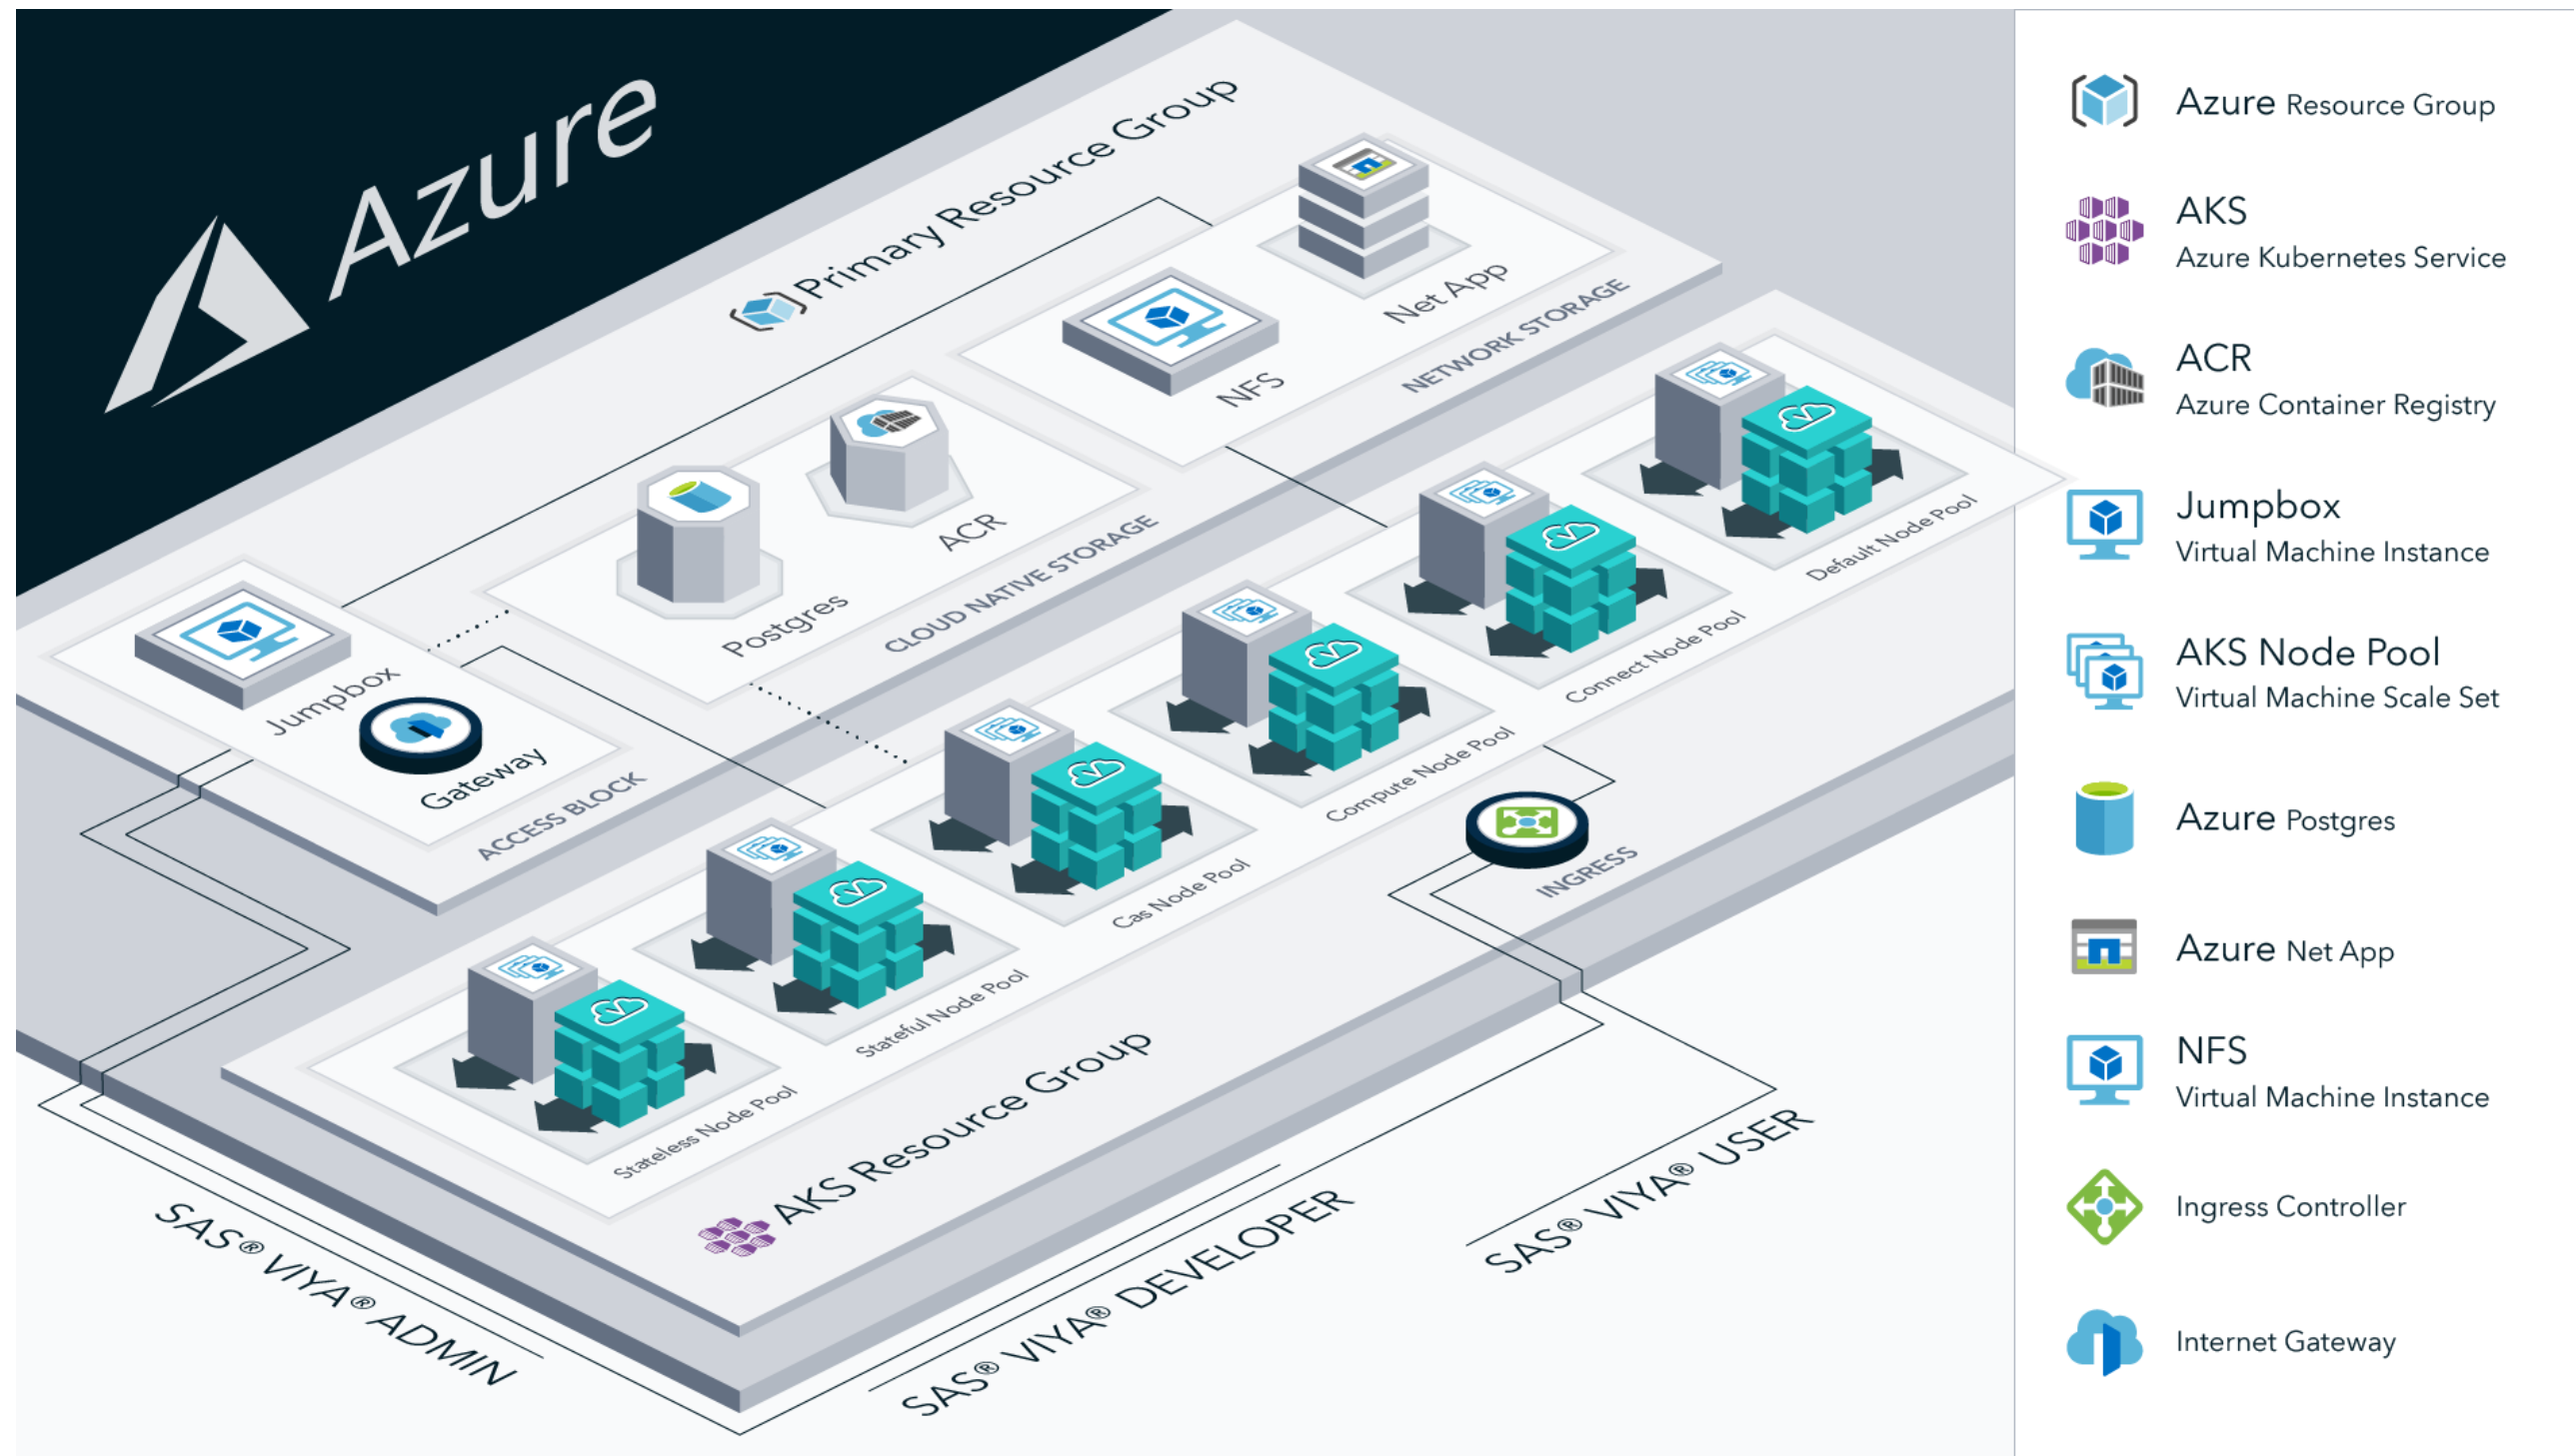 Azure
Primary Resource Group
Net App
NFS
NETWORK STORAGE
ACR
Postgres
CLOUD NATIVE STORAGE
Jumpbox
Gateway
ACCESS BLOCK
Default Node Pool
Connect Node Pool
Compute Node Pool
Cas Node Pool
Stateful Node Pool
Stateless Node Pool
INGRESS
AKS Resource Group
SAS® VIYA® ADMIN
SAS® VIYA® DEVELOPER
SAS® VIYA® USER
Azure Resource Group
AKS
Azure Kubernetes Service
ACR
Azure Container Registry
Jumpbox
Virtual Machine Instance
AKS Node Pool
Virtual Machine Scale Set
Azure Postgres
Azure Net App
NFS
Virtual Machine Instance
Ingress Controller
Internet Gateway